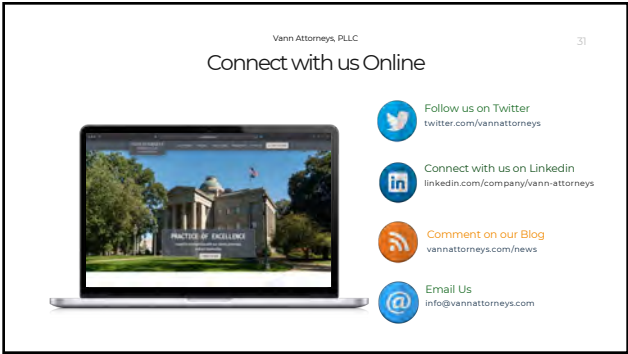 Vann Attorneys, PLLC
31
Connect with us Online
Follow us on Twitter
twitter.com/vannattorneys
Connect with us on Linkedin
linkedin.com/company/vann-attorneys
in
PRACTICE OF EXCELLENCE
Comment on our Blog
vannattorneys.com/news
Email Us
info@vannattorneys.com
@